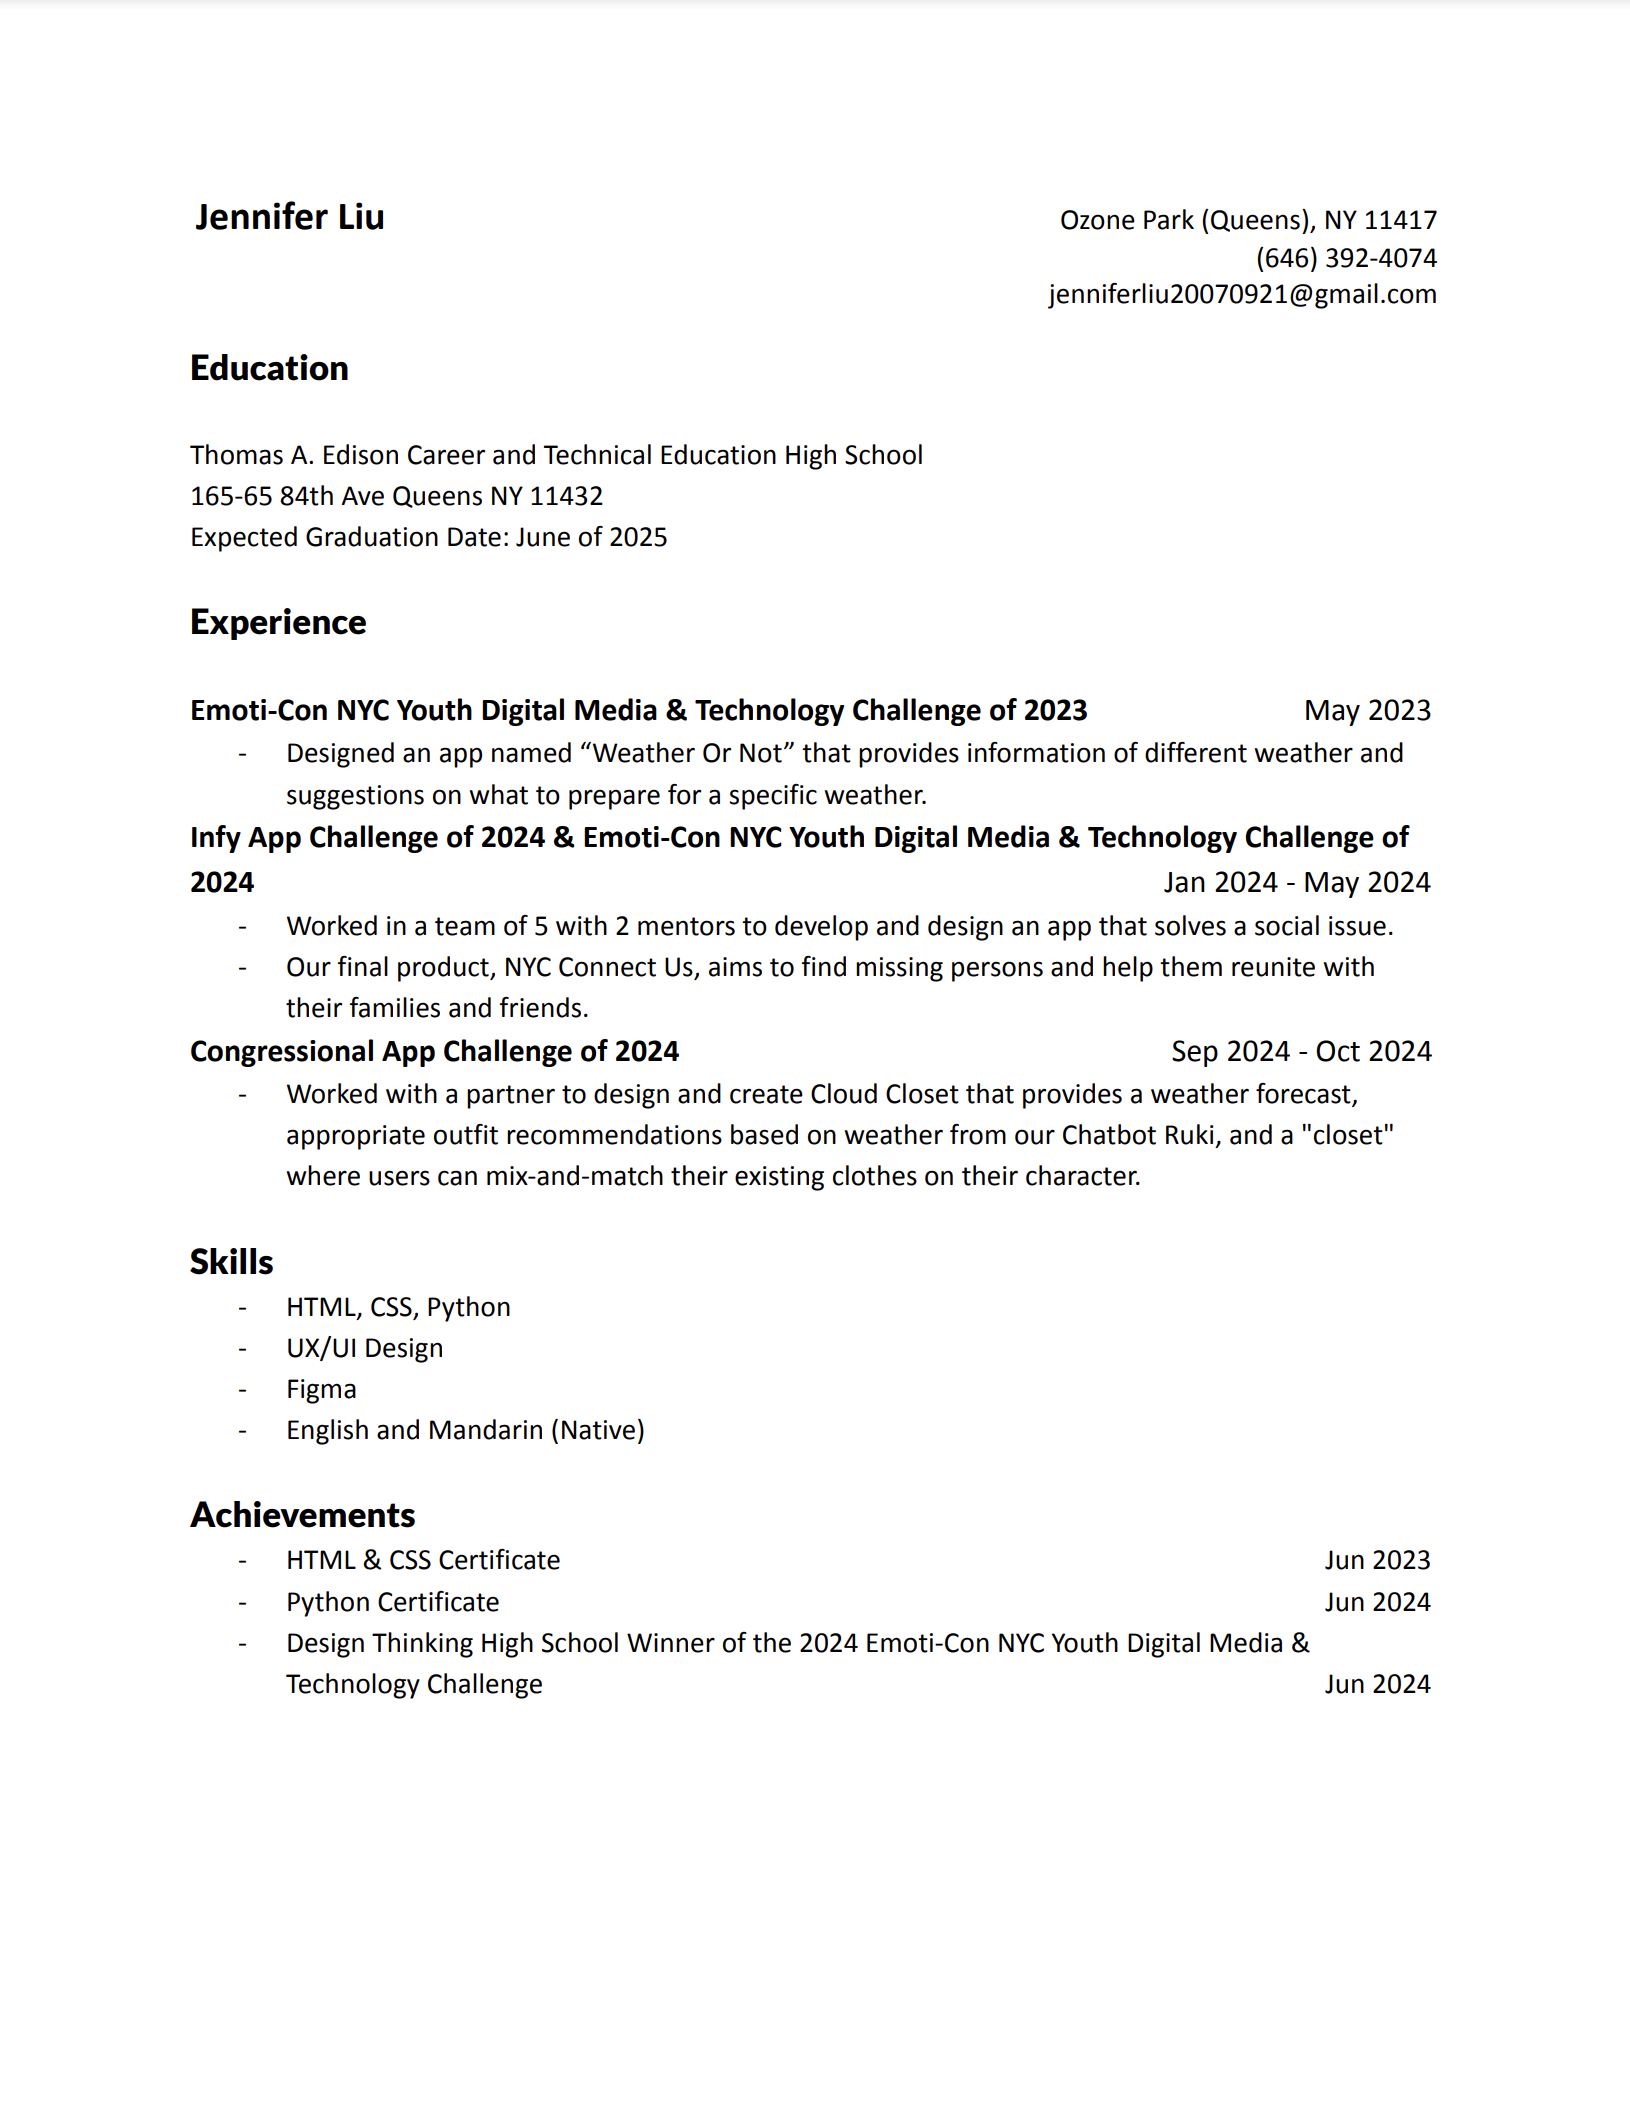 Jennifer Liu
Ozone Park (Queens), NY 11417
(646) 392-4074
jenniferliu20070921@gmail.com
Education
Thomas A. Edison Career and Technical Education High School
165-65 84th Ave Queens NY 11432
Expected Graduation Date: June of 2025
Experience
Emoti-Con NYC Youth Digital Media & Technology Challenge of 2023 May 2023
- Designed an app named “Weather Or Not” that provides information of different weather and
suggestions on what to prepare for a specific weather.
Infy App Challenge of 2024 & Emoti-Con NYC Youth Digital Media & Technology Challenge of
2024 Jan 2024 - May 2024
- Worked in a team of 5 with 2 mentors to develop and design an app that solves a social issue.
- Our final product, NYC Connect Us, aims to find missing persons and help them reunite with
their families and friends.
Congressional App Challenge of 2024 Sep 2024 - Oct 2024
- Worked with a partner to design and create Cloud Closet that provides a weather forecast,
appropriate outfit recommendations based on weather from our Chatbot Ruki, and a "closet"
where users can mix-and-match their existing clothes on their character.
Skills
- HTML, CSS, Python
- UX/UI Design
- Figma
- English and Mandarin (Native)
Achievements
- HTML & CSS Certificate Jun 2023
- Python Certificate Jun 2024
- Design Thinking High School Winner of the 2024 Emoti-Con NYC Youth Digital Media &
Technology Challenge Jun 2024